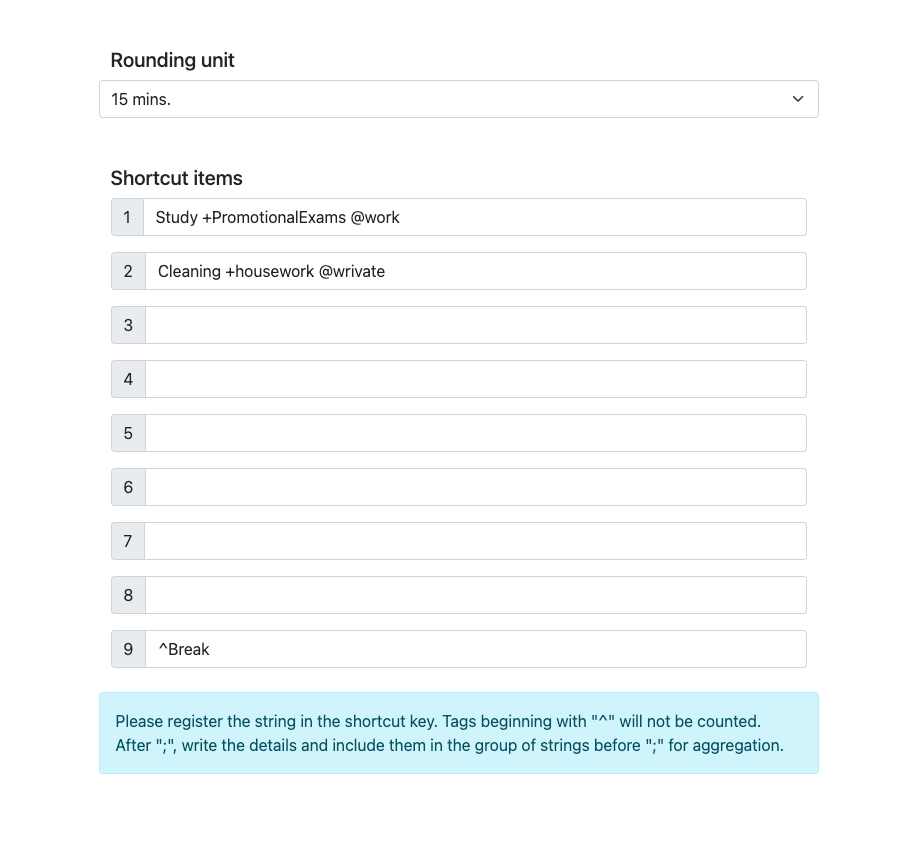 Rounding unit
15 mins.
Shortcut items
1 Study +PromotionalExams @work
2 Cleaning +housework @wrivate
3
4
5
6
7
8
9 ^Break
Please register the string in the shortcut key. Tags beginning with "^" will not be counted.
After ";", write the details and include them in the group of strings before ";" for aggregation.